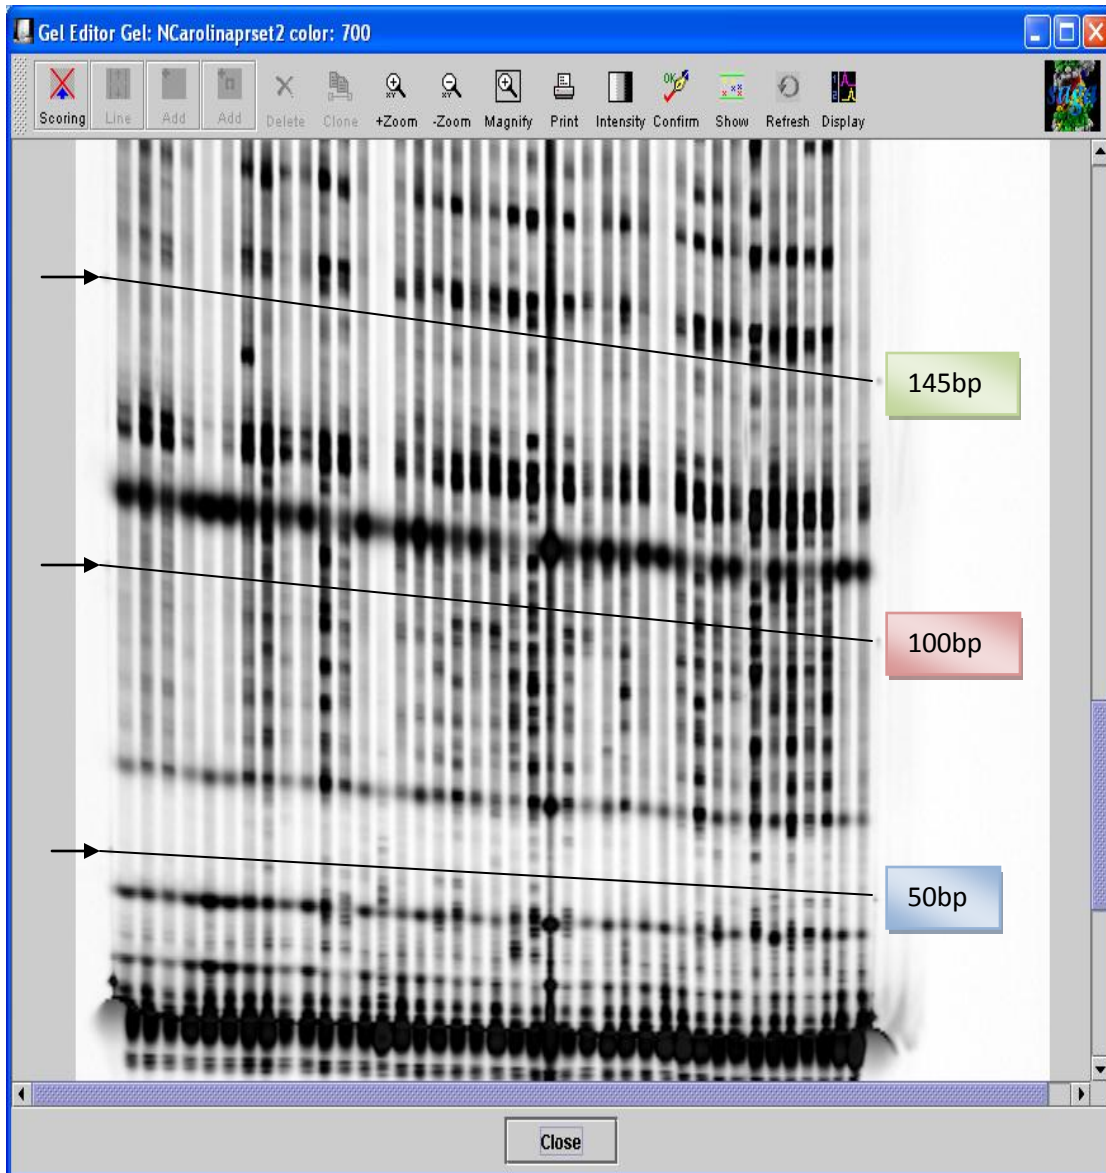 Gel Editor Gel: NCarolinaprset2 color: 700
Scoring Line Add Add Delete Clone +Zoom -Zoom Magnify Print Intensity Confirm Show Refresh Display
145bp
100bp
50bp
Close